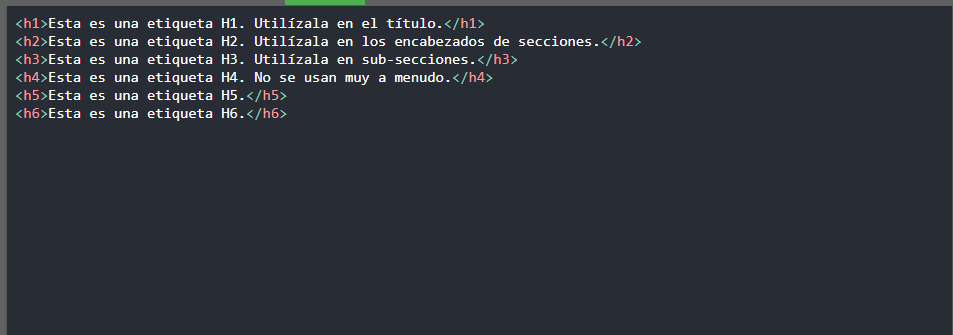 <h1>Esta es una etiqueta H1. Utilízala en el título.</h1>
<h2>Esta es una etiqueta H2. Utilízala en los encabezados de secciones.</h2>
<h3>Esta es una etiqueta H3. Utilízala en sub-secciones.</h3>
<h4>Esta es una etiqueta H4. No se usan muy a menudo.</h4>
<h5>Esta es una etiqueta H5.</h5>
<h6>Esta es una etiqueta H6.</h6>